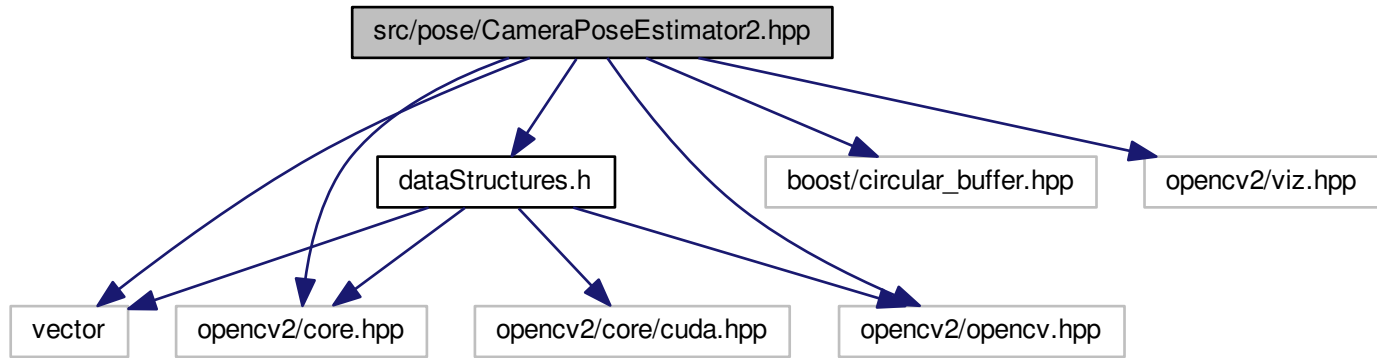 src/pose/CameraPoseEstimator2.hpp
dataStructures.h
boost/circular_buffer.hpp
opencv2/viz.hpp
vector
opencv2/core.hpp
opencv2/core/cuda.hpp
opencv2/opencv.hpp